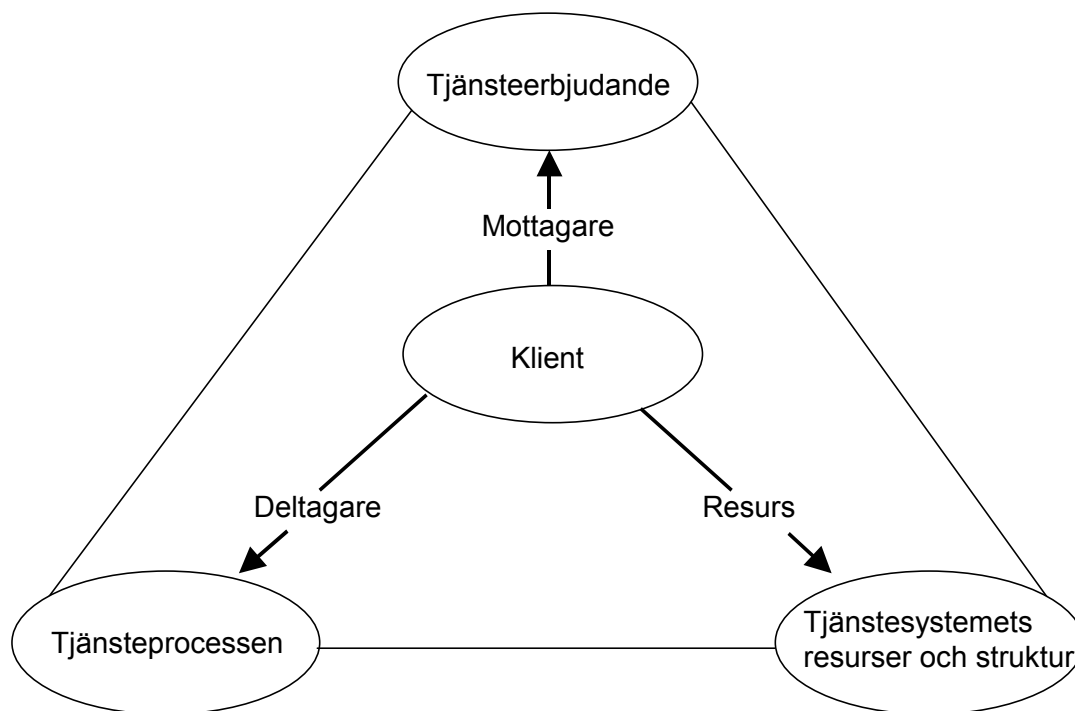 Tjänsteerbjudande
Mottagare
Klient
Deltagare
Resurs
Tjänsteprocessen
Tjänstesystemets
resurser och struktur